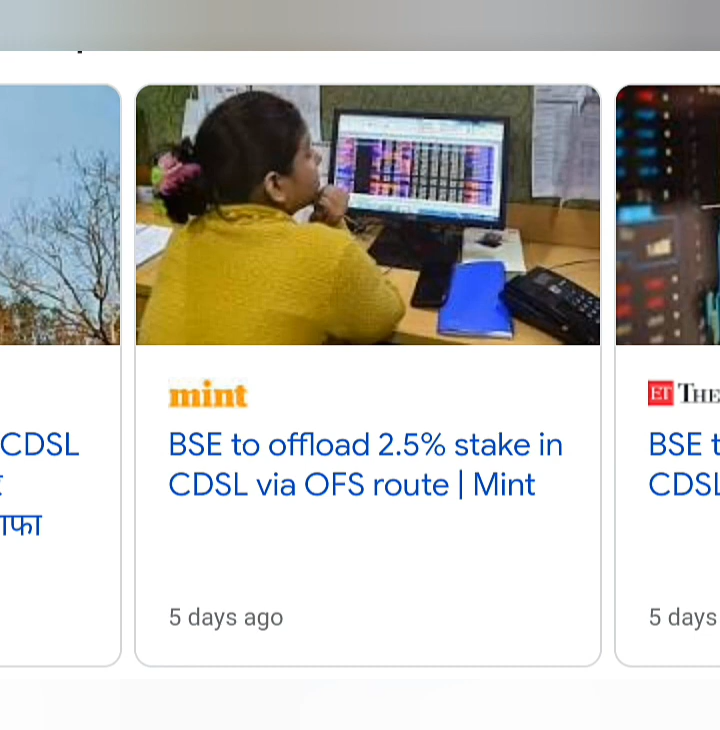 CDSL
mint
BSE to offload 2.5% stake in
CDSL via OFS route | Mint
5 days ago
ET THE
BSE
5 days